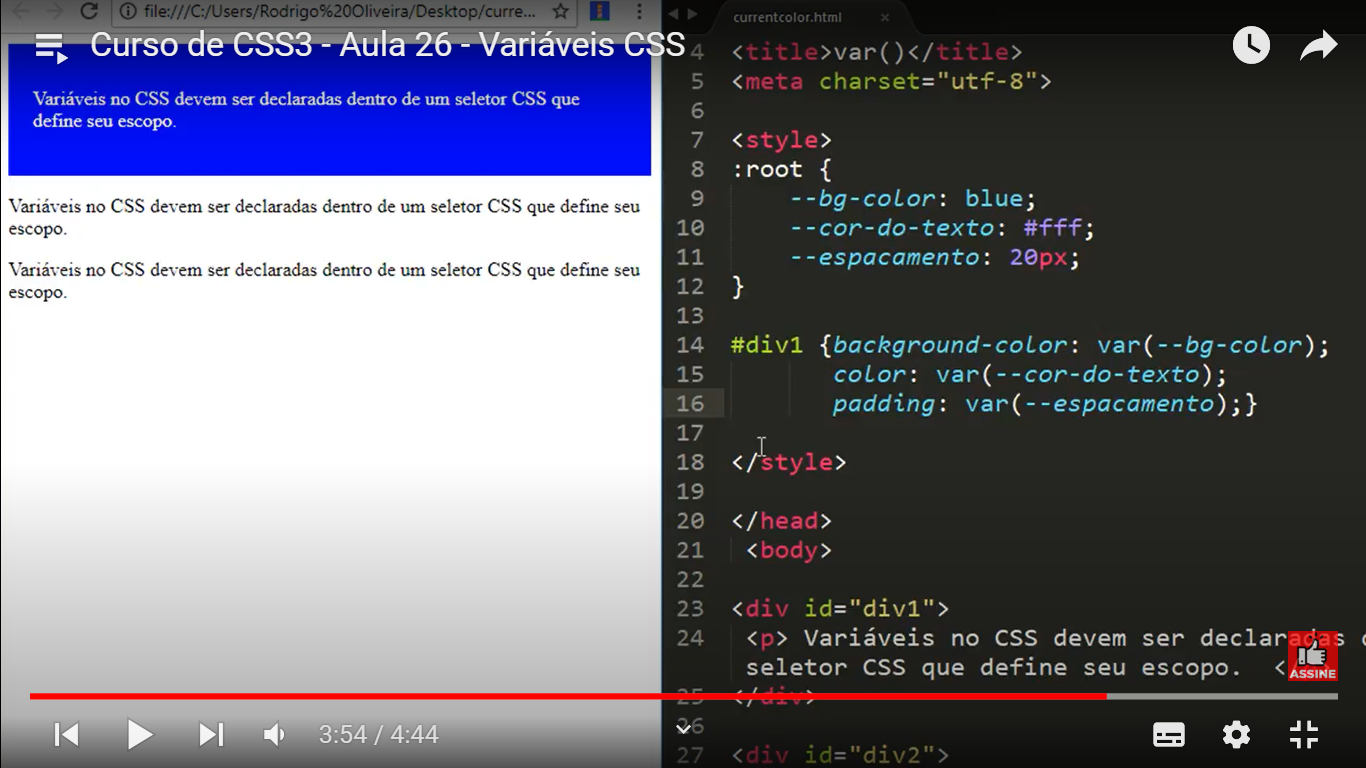 file:///C:/Users/Rodrigo%20Oliveira/Desktop/curre...
currentcolor.html
Curso de CSS3 - Aula 26 - Variáveis CSS
Variáveis no CSS devem ser declaradas dentro de um seletor CSS que
define seu escopo.
Variáveis no CSS devem ser declaradas dentro de um seletor CSS que define seu
escopo.
Variáveis no CSS devem ser declaradas dentro de um seletor CSS que define seu
escopo.
4 <title>var()</title>
5 <meta charset="utf-8">
6
7 <style>
8 :root {
9 --bg-color: blue;
10 --cor-do-texto: #fff;
11 --espacamento: 20px;
12 }
13
14 #div1 {background-color: var(--bg-color);
15 color: var(--cor-do-texto);
16 padding: var(--espacamento);}
17
18 </style>
19
20 </head>
21 <body>
22
23 <div id="div1">
24 <p> Variáveis no CSS devem ser declaradas
seletor CSS que define seu escopo. <
25 </div>
26
27 <div id="div2">
ASSINE
3:54 / 4:44